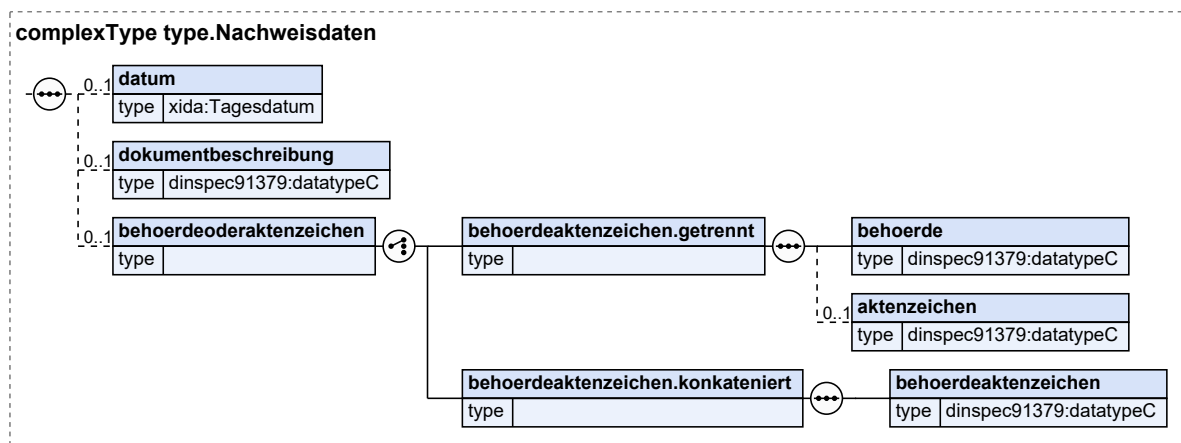 complexType type.Nachweisdaten
0..1
datum
type xida:Tagesdatum
0..1
dokumentbeschreibung
type dinspec91379:datatypeC
0..1
behoerdeoderaktenzeichen
type
behoerdeaktenzeichen.getrennt
type
behoerde
type dinspec91379:datatypeC
0..1
aktenzeichen
type dinspec91379:datatypeC
behoerdeaktenzeichen.konkateniert
type
behoerdeaktenzeichen
type dinspec91379:datatypeC